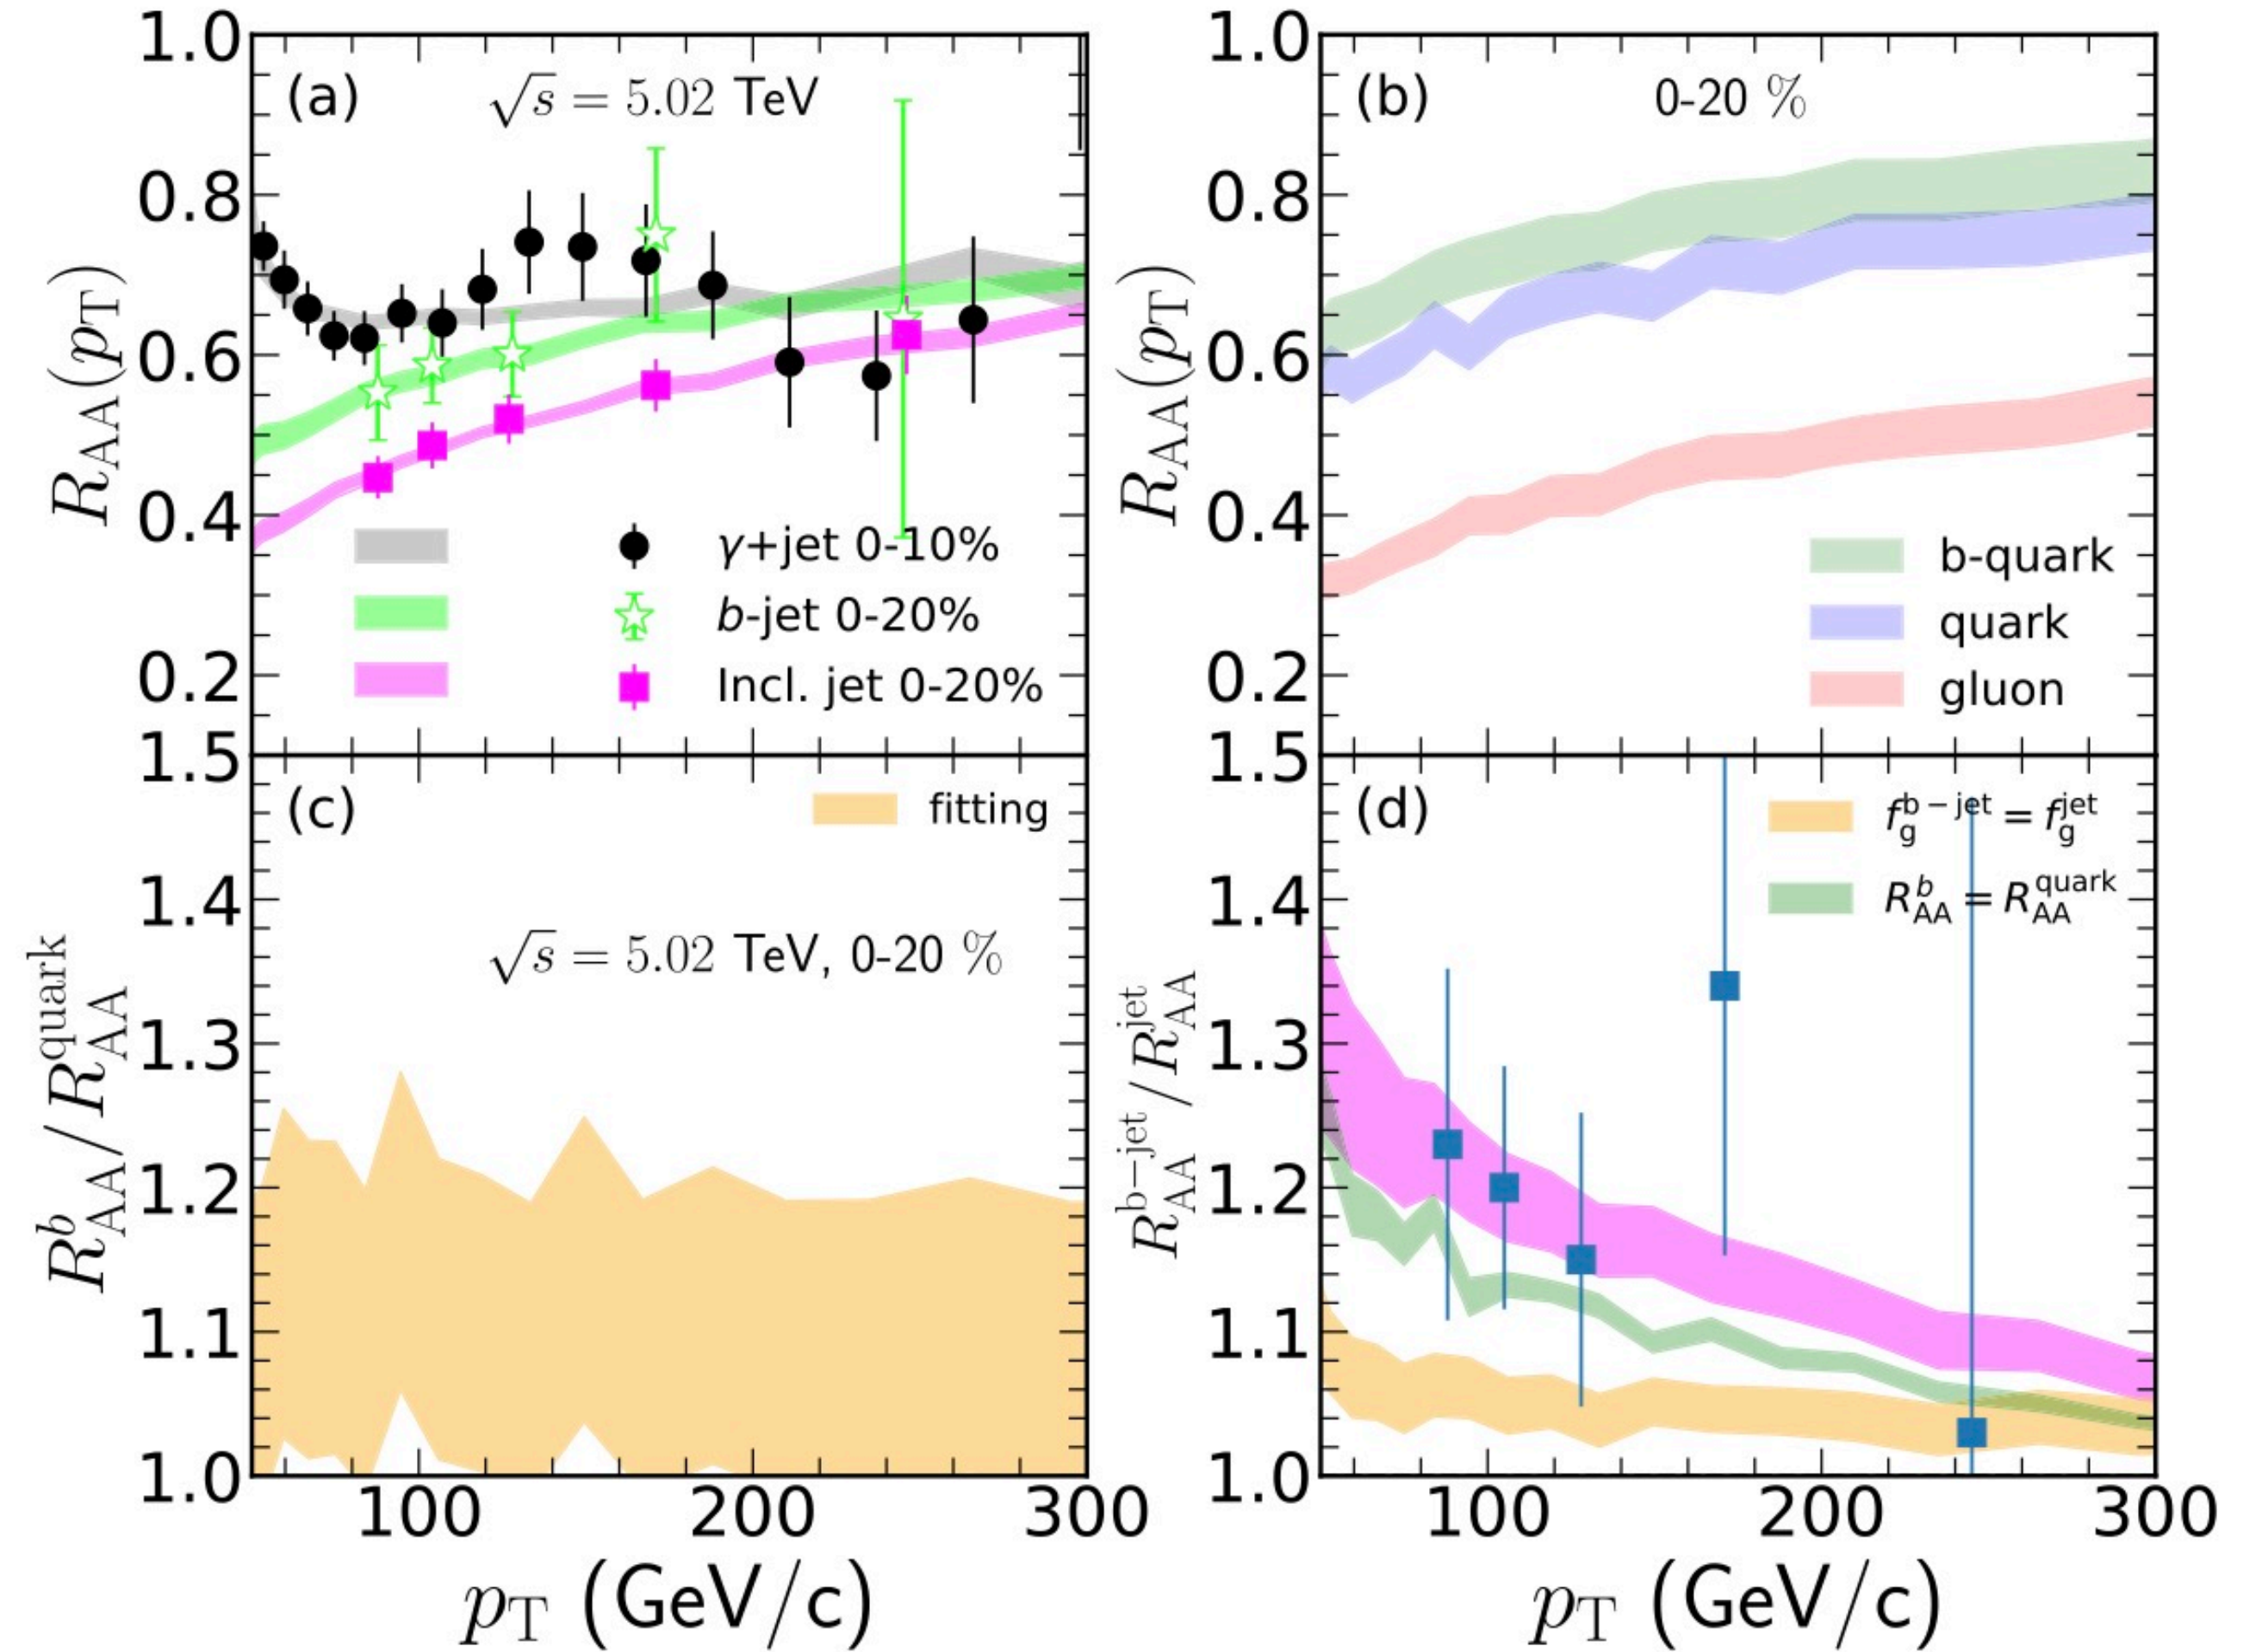 (a) √s = 5.02 TeV
1.0
0.8
0.6
0.4
0.2
R_AA(p_T)
γ+jet 0-10%
b-jet 0-20%
Incl. jet 0-20%
(b) 0-20 %
1.0
0.8
0.6
0.4
0.2
R_AA(p_T)
b-quark
quark
gluon
(c) fitting
√s = 5.02 TeV, 0-20 %
1.5
1.4
1.3
1.2
1.1
1.0
R^b_AA/R^quark_AA
100 200 300
p_T (GeV/c)
(d) f_g^{b-jet} = f_g^{jet}
R^b_AA = R^quark_AA
1.5
1.4
1.3
1.2
1.1
1.0
R^{b-jet}_AA/R^{jet}_AA
100 200 300
p_T (GeV/c)